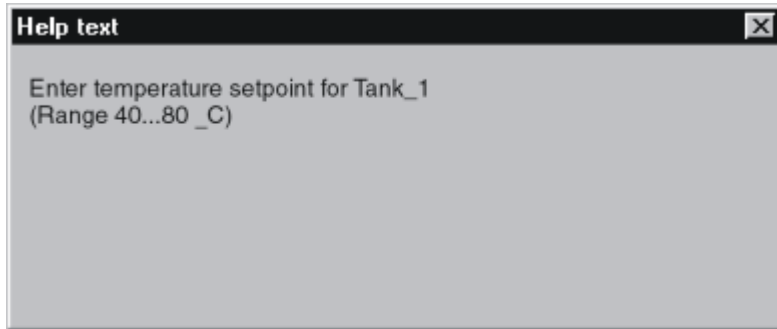 Help text
Enter temperature setpoint for Tank_1
(Range 40...80 _C)